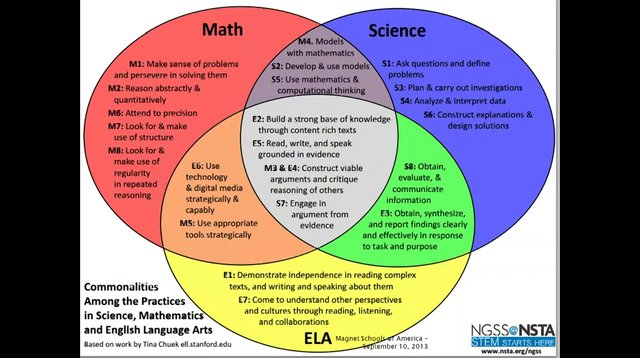 Math
Science
M4. Models
with mathematics
S2: Develop & use models
S5: Use mathematics &
computational thinking
M1: Make sense of problems
and persevere in solving them
M2: Reason abstractly &
quantitatively
M6: Attend to precision
M7: Look for & make
use of structure
M8: Look for &
make use of
regularity
in repeated
reasoning
S1: Ask questions and define
problems
S3: Plan & carry out investigations
S4: Analyze & interpret data
S6: Construct explanations &
design solutions
E2: Build a strong base of knowledge
through content rich texts
E5: Read, write, and speak
grounded in evidence
M3 & E4: Construct viable
arguments and critique
reasoning of others
S7: Engage in
argument from
evidence
E6: Use
technology
& digital media
strategically &
capably
M5: Use appropriate
tools strategically
S8: Obtain,
evaluate, &
communicate
information
E3: Obtain, synthesize,
and report findings clearly
and effectively in response
to task and purpose
E1: Demonstrate independence in reading complex
texts, and writing and speaking about them
E7: Come to understand other perspectives
and cultures through reading, listening,
and collaborations
ELA
Magnet Schools of America –
September 10, 2013
Commonalities
Among the Practices
in Science, Mathematics
and English Language Arts
Based on work by Tina Chuek ell.stanford.edu
NGSS@NSTA
STEM STARTS HERE
www.nsta.org/ngss